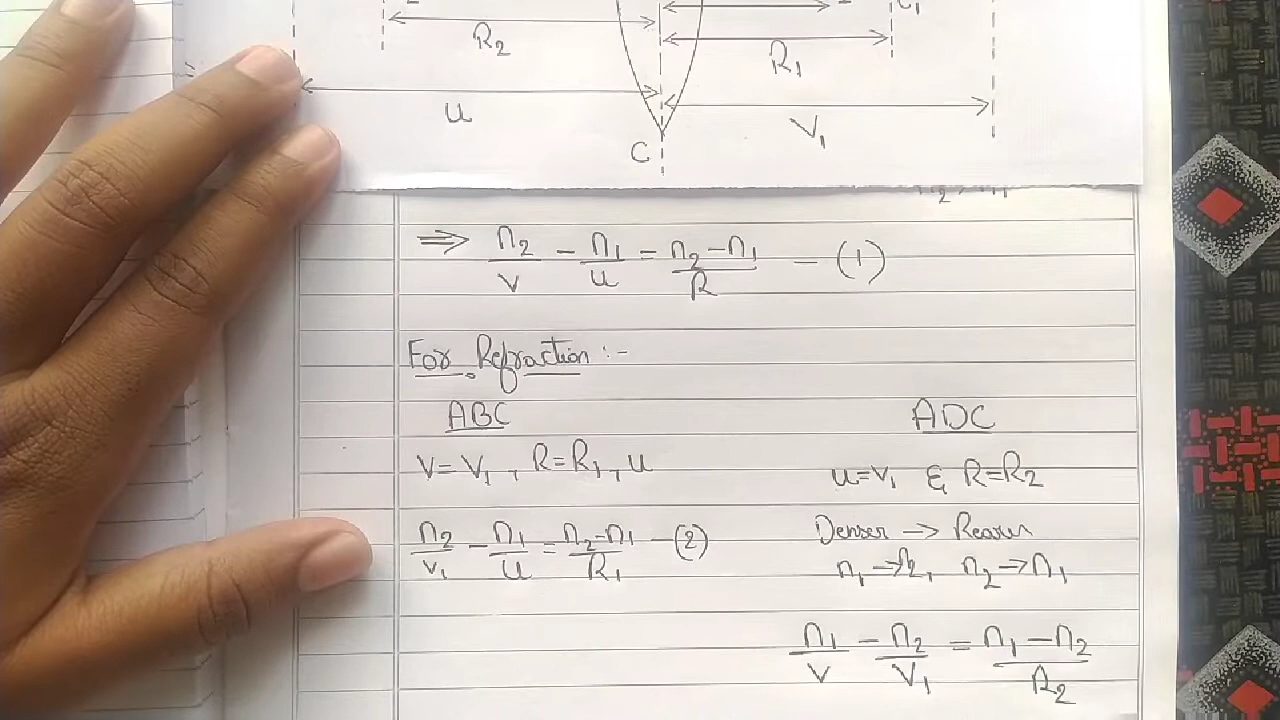 R₂
R₁
u
V₁
C
⇒ n₂/v - n₁/u = n₂-n₁/R - (1)
For Refraction :-
ABC
V=V₁, R=R₁, u
n₂/v₁ - n₁/u = n₂-n₁/R₁ - (2)
ADC
u=v₁ & R=R₂
Denser →
n₁→n₂, n₂→n₁
n₁/v - n₂/V₁ = n₁-n₂/R₂